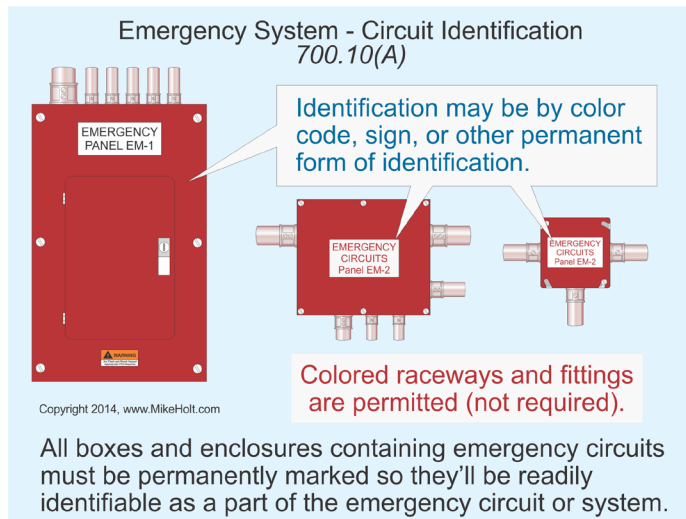 Emergency System - Circuit Identification
700.10(A)
Identification may be by color
code, sign, or other permanent
form of identification.
EMERGENCY
PANEL EM-1
EMERGENCY
CIRCUITS
Panel EM-2
EMERGENCY
CIRCUITS
Panel EM-2
WARNING
Colored raceways and fittings
are permitted (not required).
Copyright 2014, www.MikeHolt.com
All boxes and enclosures containing emergency circuits
must be permanently marked so they'll be readily
identifiable as a part of the emergency circuit or system.